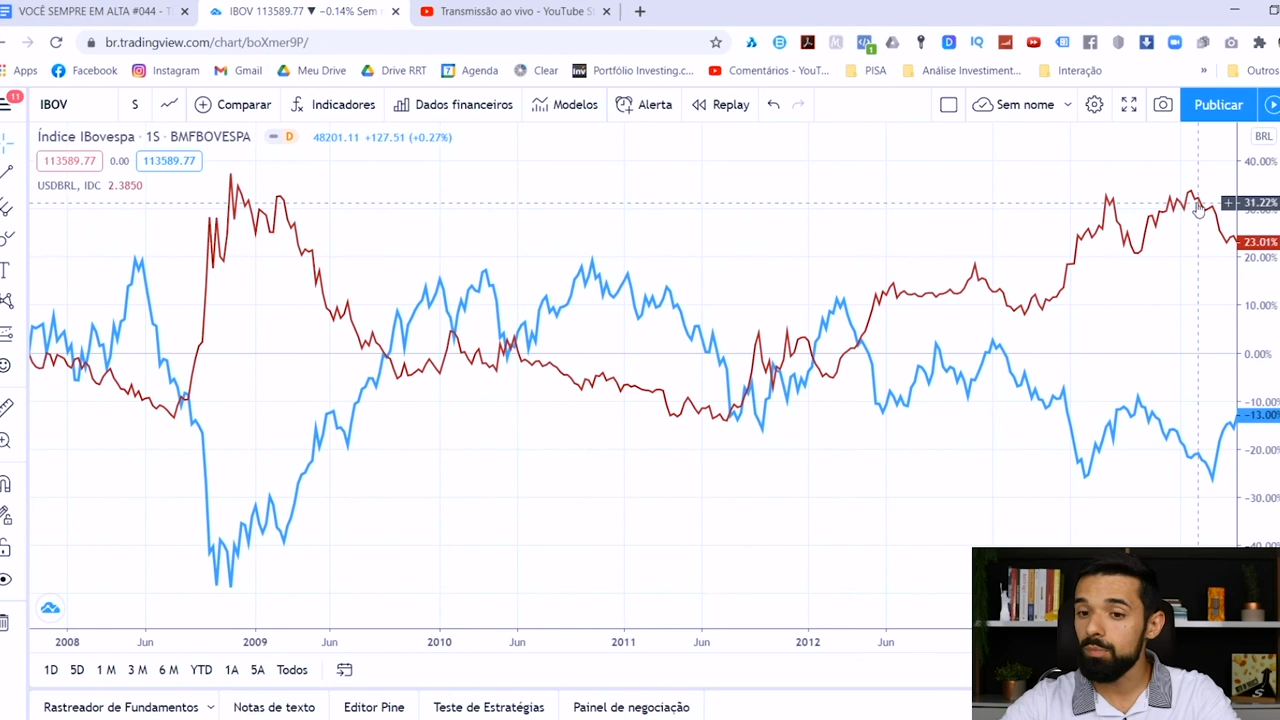 VOCÊ SEMPRE EM ALTA #044 - T
IBOV 113589.77 ▼ −0.14% Sem n
Transmissão ao vivo - YouTube S
br.tradingview.com/chart/boXmer9P/
Apps
Facebook
Instagram
Gmail
Meu Drive
Drive RRT
Agenda
Clear
Portfólio Investing.c...
Comentários - YouT...
PISA
Análise Investiment...
Interação
»
Outros
11
IBOV
S
Comparar
Indicadores
Dados financeiros
Modelos
Alerta
Replay
Sem nome
Publicar
Índice IBovespa · 1S · BMFBOVESPA
D
48201.11 +127.51 (+0.27%)
BRL
113589.77
0.00
113589.77
USDBRL, IDC 2.3850
40.00%
31.22%
23.01%
20.00%
10.00%
0.00%
−10.00%
−13.00%
−20.00%
−30.00%
2008
Jun
2009
Jun
2010
Jun
2011
Jun
2012
Jun
1D
5D
1 M
3 M
6 M
YTD
1A
5A
Todos
Rastreador de Fundamentos
Notas de texto
Editor Pine
Teste de Estratégias
Painel de negociação